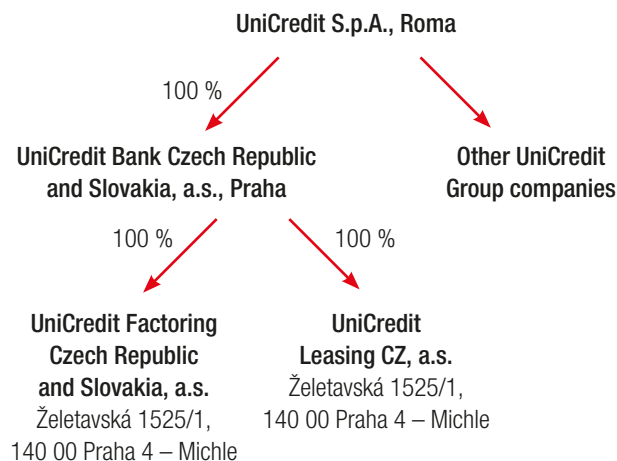 UniCredit S.p.A., Roma
100 %
UniCredit Bank Czech Republic
and Slovakia, a.s., Praha
Other UniCredit
Group companies
100 %
100 %
UniCredit Factoring
Czech Republic
and Slovakia, a.s.
Želetavská 1525/1,
140 00 Praha 4 – Michle
UniCredit
Leasing CZ, a.s.
Želetavská 1525/1,
140 00 Praha 4 – Michle